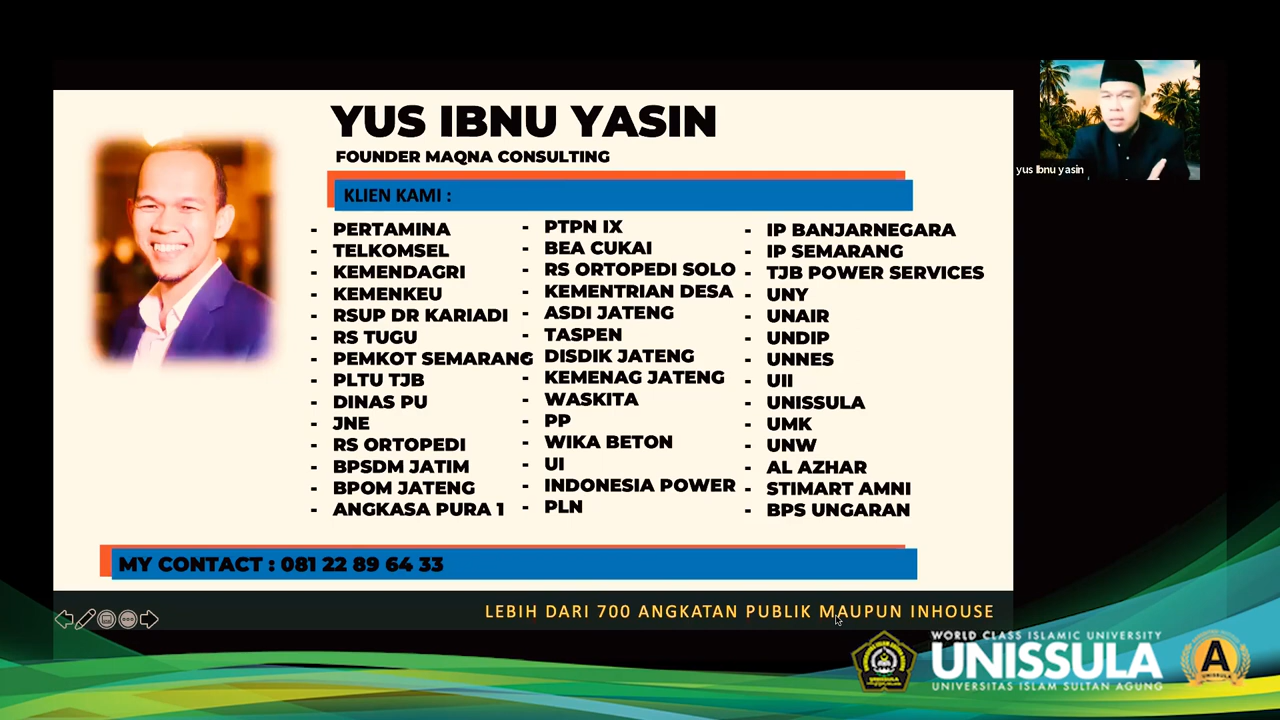 YUS IBNU YASIN
FOUNDER MAQNA CONSULTING
KLIEN KAMI :
- PERTAMINA
- TELKOMSEL
- KEMENDAGRI
- KEMENKEU
- RSUP DR KARIADI
- RS TUGU
- PEMKOT SEMARANG
- PLTU TJB
- DINAS PU
- JNE
- RS ORTOPEDI
- BPSDM JATIM
- BPOM JATENG
- ANGKASA PURA 1
- PTPN IX
- BEA CUKAI
- RS ORTOPEDI SOLO
- KEMENTRIAN DESA
- ASDI JATENG
- TASPEN
- DISDIK JATENG
- KEMENAG JATENG
- WASKITA
- PP
- WIKA BETON
- UI
- INDONESIA POWER
- PLN
- IP BANJARNEGARA
- IP SEMARANG
- TJB POWER SERVICES
- UNY
- UNAIR
- UNDIP
- UNNES
- UII
- UNISSULA
- UMK
- UNW
- AL AZHAR
- STIMART AMNI
- BPS UNGARAN
MY CONTACT : 081 22 89 64 33
LEBIH DARI 700 ANGKATAN PUBLIK MAUPUN INHOUSE
yus Ibnu yasin
WORLD CLASS ISLAMIC UNIVERSITY
UNISSULA
UNIVERSITAS ISLAM SULTAN AGUNG
A
UNISSULA